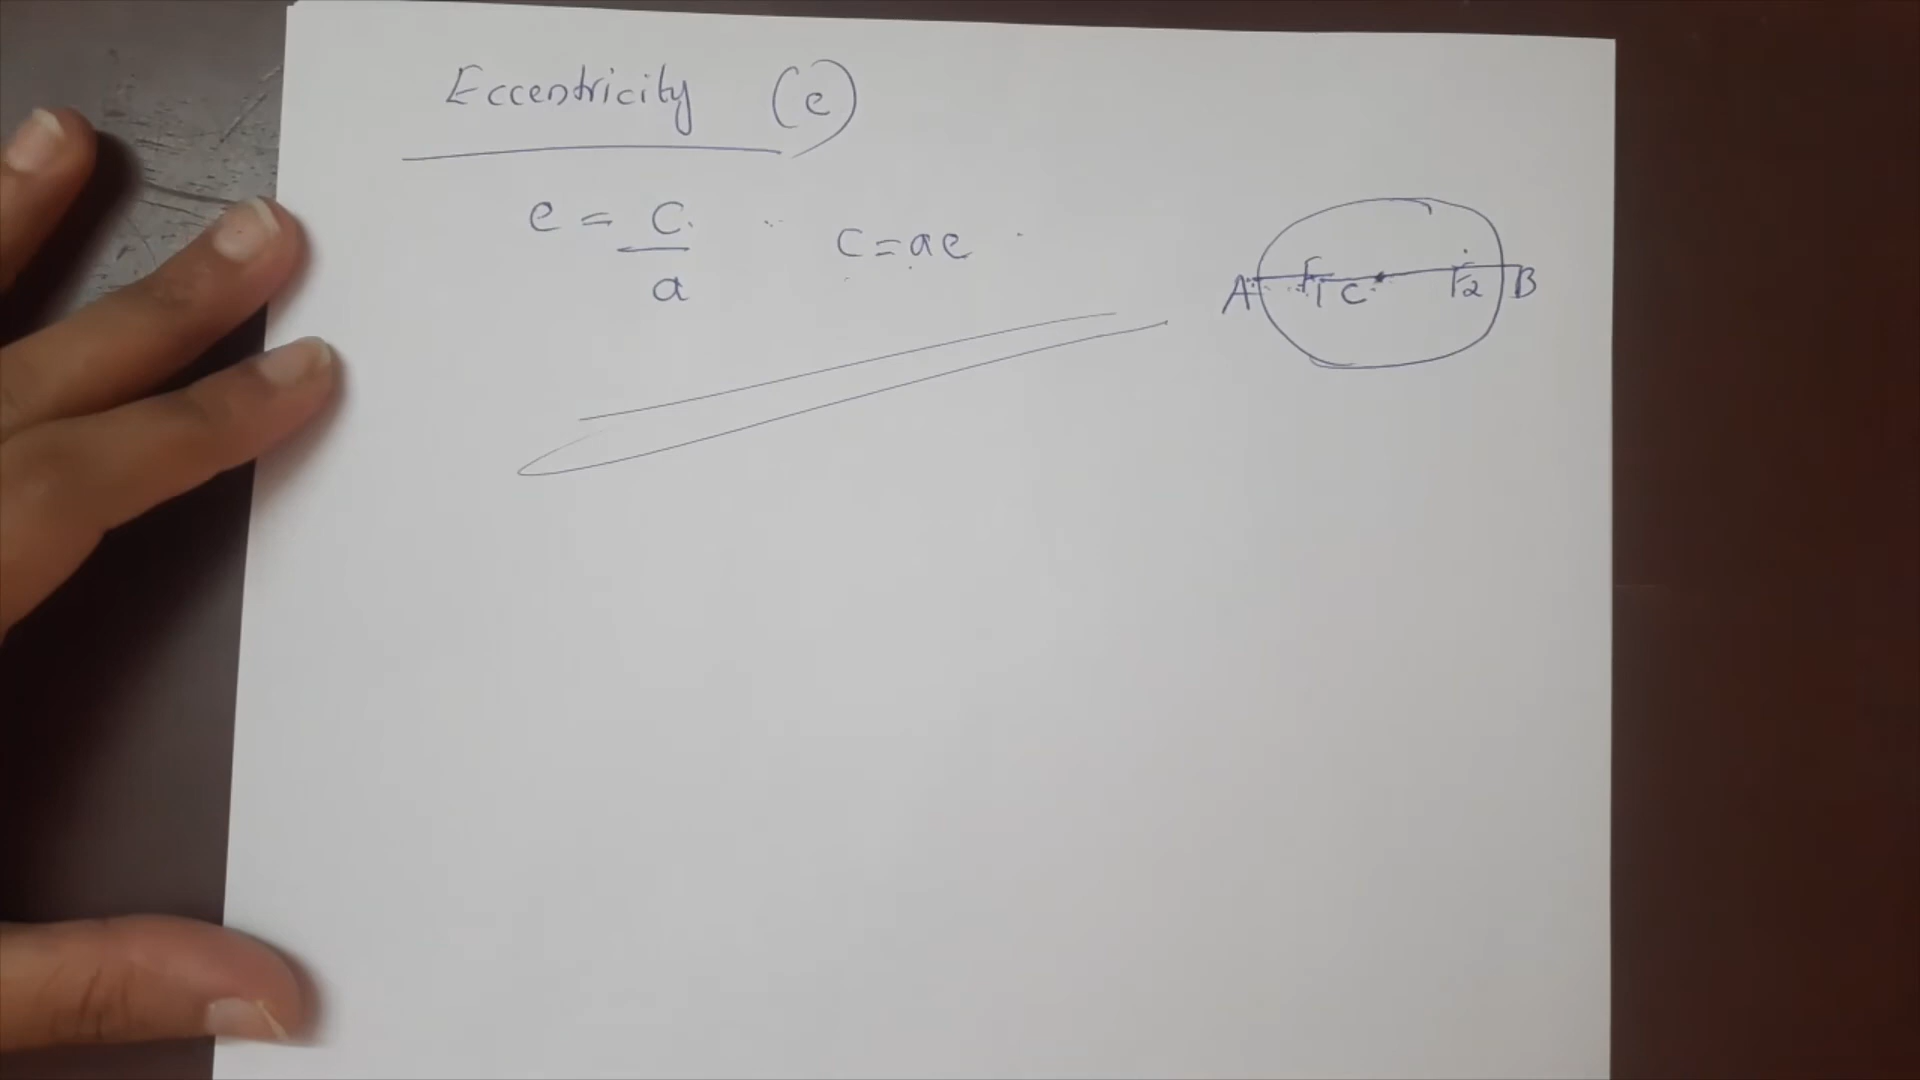 Eccentricity (e)
e = c/a
c = ae
A F1 C F2 B